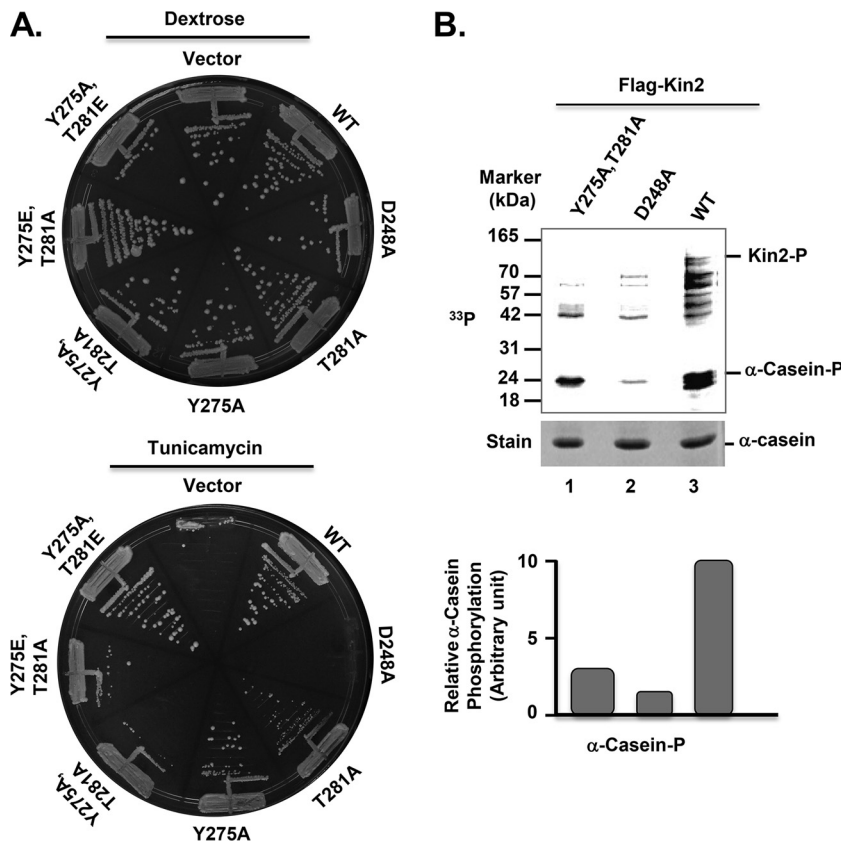 A.
Dextrose
Vector
Y275A,
T281E
WT
Y275E,
T281A
D248A
Y275A,
T281A
T281A
Y275A
Tunicamycin
Vector
Y275A,
T281E
WT
Y275E,
T281A
D248A
Y275A,
T281A
T281A
Y275A
B.
Flag-Kin2
Y275A, T281A
D248A
WT
Marker
(kDa)
165
Kin2-P
70
57
33P
42
31
24
α-Casein-P
18
Stain
α-casein
1 2 3
Relative α-Casein
Phosphorylation
(Arbitrary unit)
10
5
0
α-Casein-P